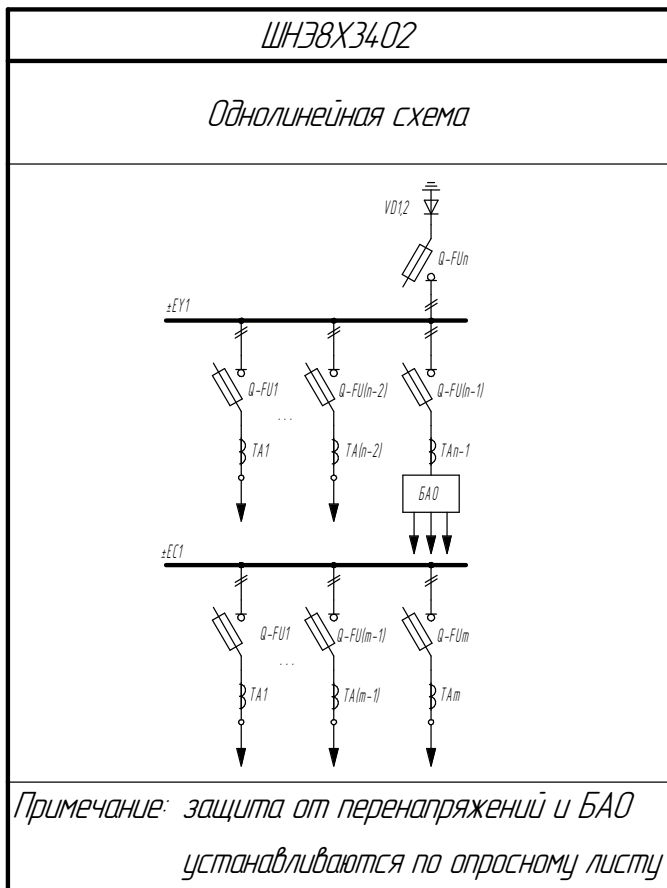 ШНЭ8Х3402
Однолинейная схема
VD1,2
Q-FUn
±EY1
Q-FU1
Q-FU(n-2)
Q-FU(n-1)
...
TA1
TA(n-2)
TAn-1
БАО
±EC1
Q-FU1
Q-FU(m-1)
Q-FUm
...
TA1
TA(m-1)
TAm
Примечание: защита от перенапряжений и БАО
устанавливаются по опросному листу